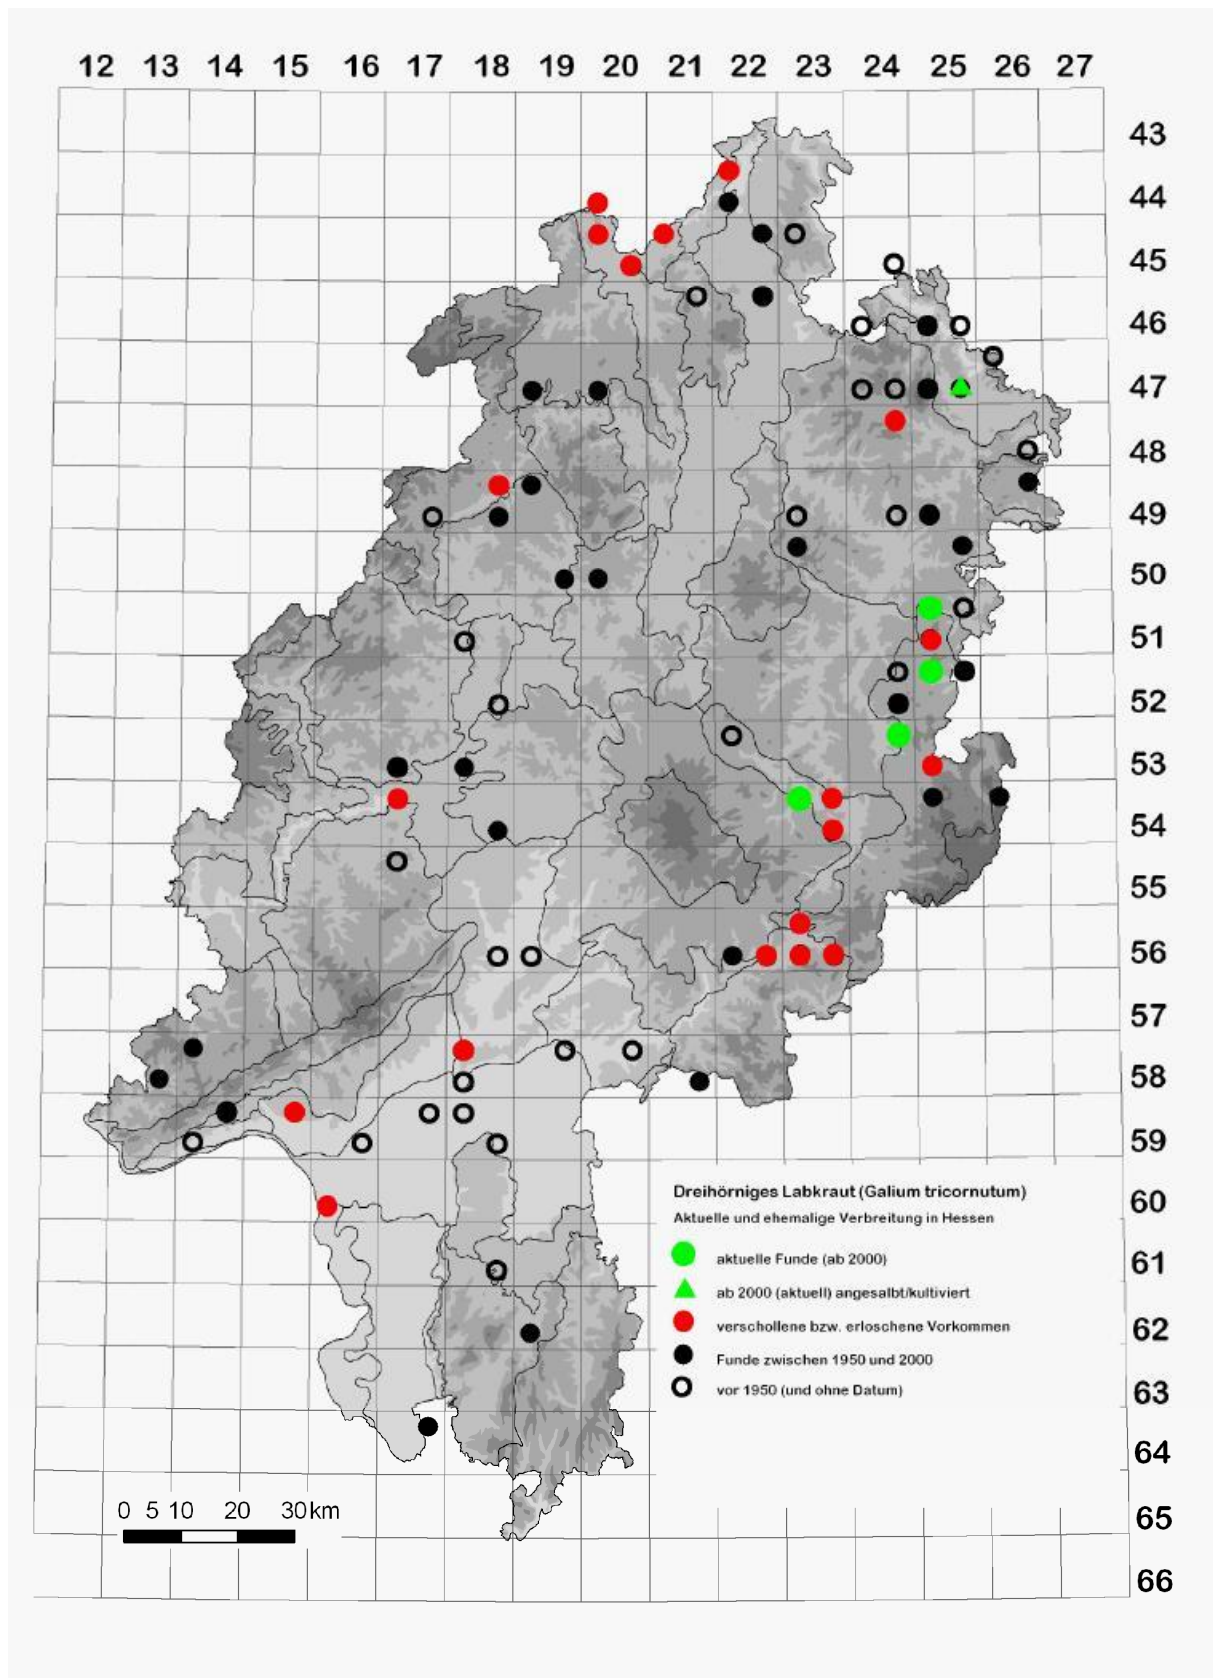 12 13 14 15 16 17 18 19 20 21 22 23 24 25 26 27
43
44
45
46
47
48
49
50
51
52
53
54
55
56
57
58
59
Dreihörniges Labkraut (Galium tricornutum)
60
Aktuelle und ehemalige Verbreitung in Hessen
aktuelle Funde (ab 2000)
61
ab 2000 (aktuell) angesalbt/kultiviert
verschollene bzw. erloschene Vorkommen
62
Funde zwischen 1950 und 2000
vor 1950 (und ohne Datum)
63
64
0 5 10 20 30km
65
66